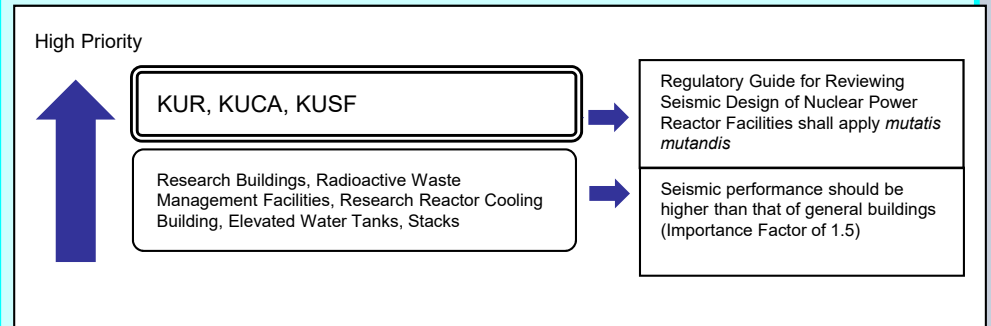 High Priority
KUR, KUCA, KUSF
Regulatory Guide for Reviewing
Seismic Design of Nuclear Power
Reactor Facilities shall apply mutatis
mutandis
Research Buildings, Radioactive Waste
Management Facilities, Research Reactor Cooling
Building, Elevated Water Tanks, Stacks
Seismic performance should be
higher than that of general buildings
(Importance Factor of 1.5)